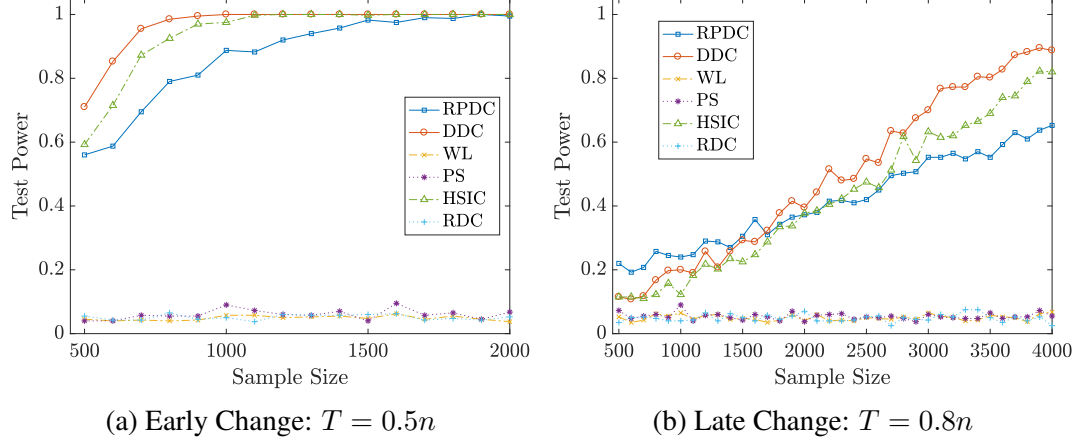 1
0.8
0.6
0.4
0.2
0
Test Power
500
1000
1500
2000
Sample Size
RPDC
DDC
WL
PS
HSIC
RDC
(a) Early Change: T = 0.5n
1
0.8
0.6
0.4
0.2
0
Test Power
500
1000
1500
2000
2500
3000
3500
4000
Sample Size
RPDC
DDC
WL
PS
HSIC
RDC
(b) Late Change: T = 0.8n